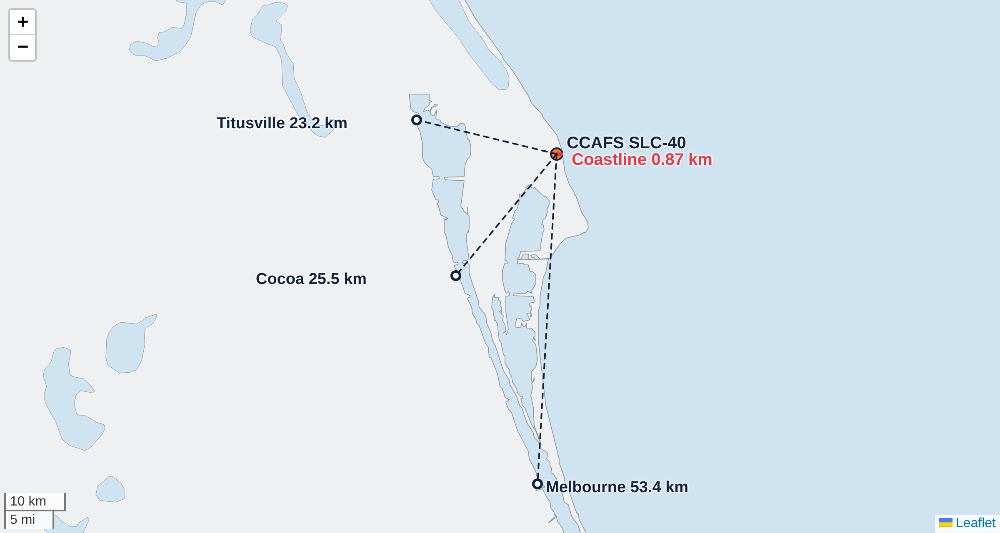 +
−
Titusville 23.2 km
CCAFS SLC-40
Coastline 0.87 km
Cocoa 25.5 km
Melbourne 53.4 km
10 km
5 mi
Leaflet